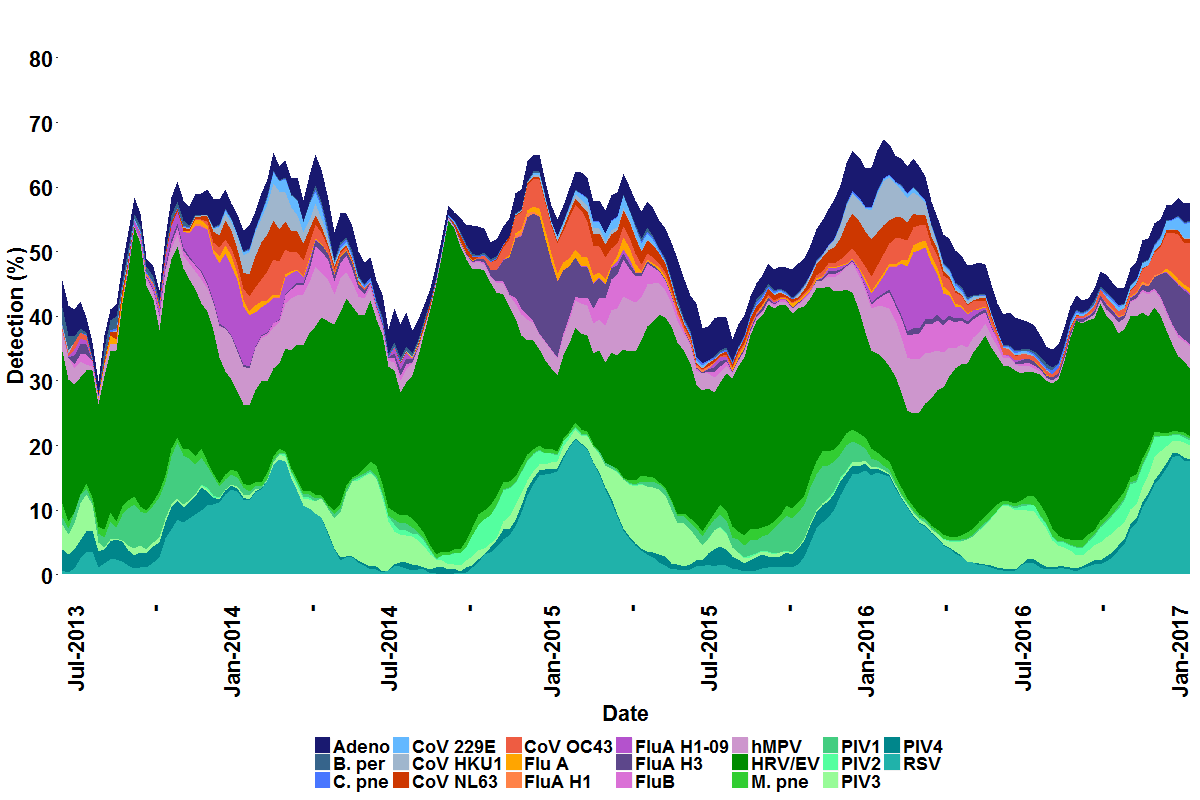 80
70
60
50
40
30
20
10
0
Detection (%)
Jul-2013
-
Jan-2014
-
Jul-2014
-
Jan-2015
-
Jul-2015
-
Jan-2016
-
Jul-2016
-
Jan-2017
Date
Adeno CoV 229E CoV OC43 FluA H1-09 hMPV PIV1 PIV4
B. per CoV HKU1 Flu A FluA H3 HRV/EV PIV2 RSV
C. pne CoV NL63 FluA H1 FluB M. pne PIV3